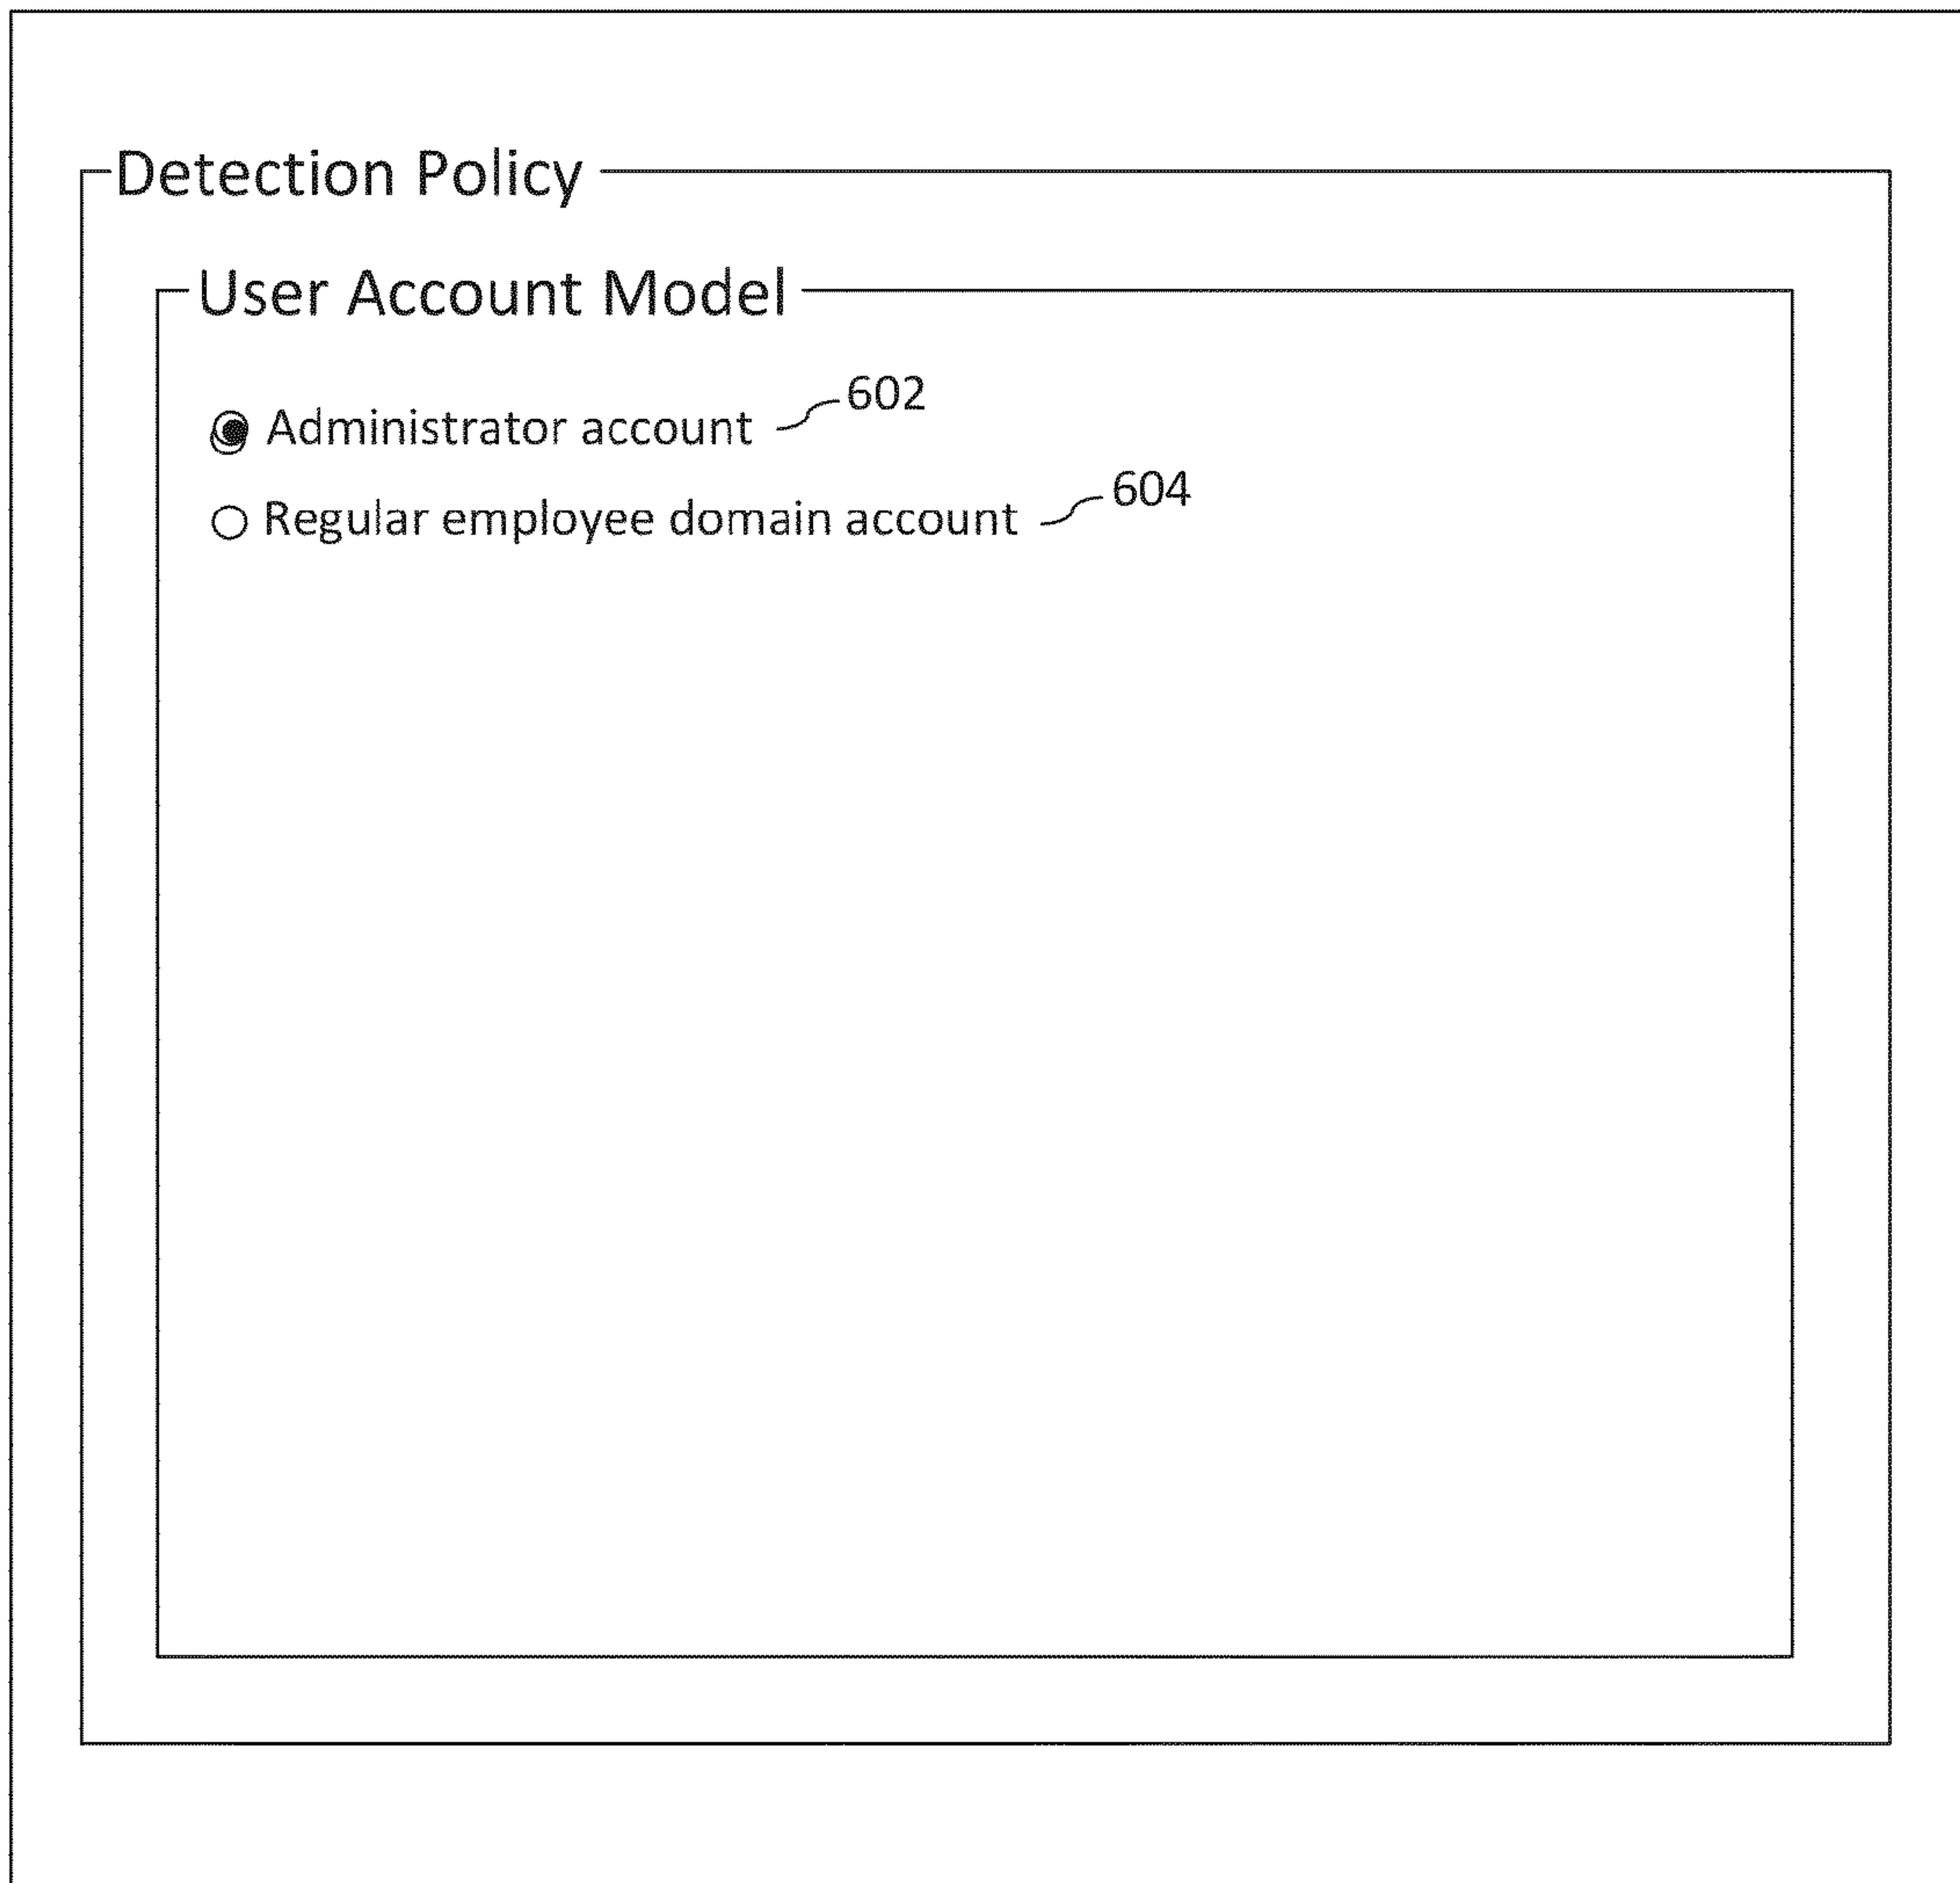 Detection Policy
User Account Model
Administrator account 602
Regular employee domain account 604